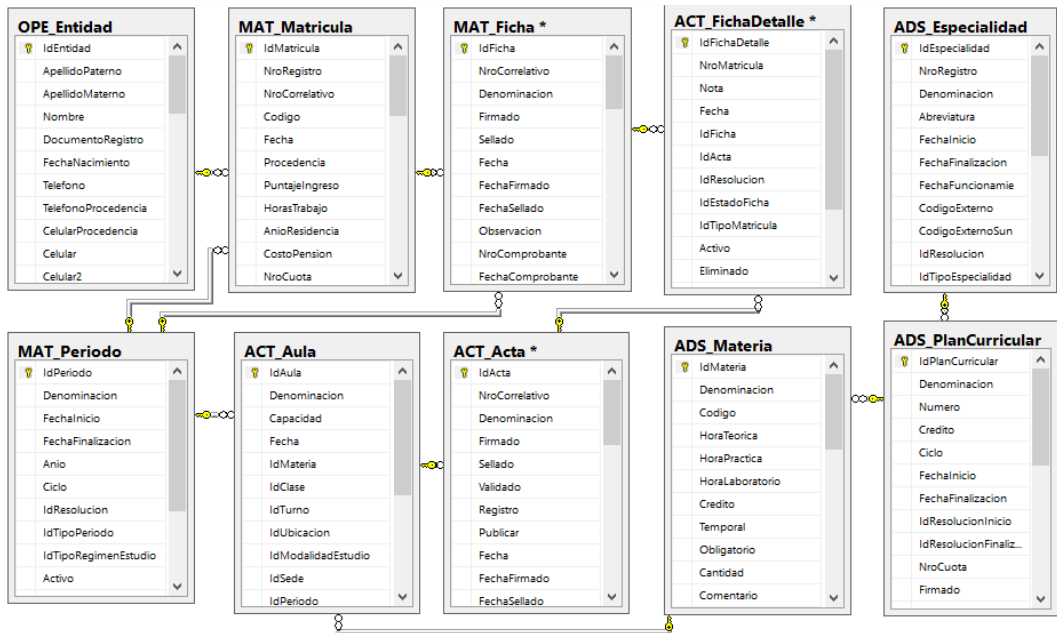 OPE_Entidad
IdEntidad
ApellidoPaterno
ApellidoMaterno
Nombre
DocumentoRegistro
FechaNacimiento
Telefono
TelefonoProcedencia
CelularProcedencia
Celular
Celular2
MAT_Matricula
IdMatricula
NroRegistro
NroCorrelativo
Codigo
Fecha
Procedencia
PuntajeIngreso
HorasTrabajo
AnioResidencia
CostoPension
NroCuota
MAT_Ficha *
IdFicha
NroCorrelativo
Denominacion
Firmado
Sellado
Fecha
FechaFirmado
FechaSellado
Observacion
NroComprobante
FechaComprobante
ACT_FichaDetalle *
IdFichaDetalle
NroMatricula
Nota
Fecha
IdFicha
IdActa
IdResolucion
IdEstadoFicha
IdTipoMatricula
Activo
Eliminado
ADS_Especialidad
IdEspecialidad
NroRegistro
Denominacion
Abreviatura
FechaInicio
FechaFinalizacion
FechaFuncionamie
CodigoExterno
CodigoExternoSun
IdResolucion
IdTipoEspecialidad
MAT_Periodo
IdPeriodo
Denominacion
FechaInicio
FechaFinalizacion
Anio
Ciclo
IdResolucion
IdTipoPeriodo
IdTipoRegimenEstudio
Activo
ACT_Aula
IdAula
Denominacion
Capacidad
Fecha
IdMateria
IdClase
IdTurno
IdUbicacion
IdModalidadEstudio
IdSede
IdPeriodo
ACT_Acta *
IdActa
NroCorrelativo
Denominacion
Firmado
Sellado
Validado
Registro
Publicar
Fecha
FechaFirmado
FechaSellado
ADS_Materia
IdMateria
Denominacion
Codigo
HoraTeorica
HoraPractica
HoraLaboratorio
Credito
Temporal
Obligatorio
Cantidad
Comentario
ADS_PlanCurricular
IdPlanCurricular
Denominacion
Numero
Credito
Ciclo
FechaInicio
FechaFinalizacion
IdResolucionInicio
IdResolucionFinaliz...
NroCuota
Firmado